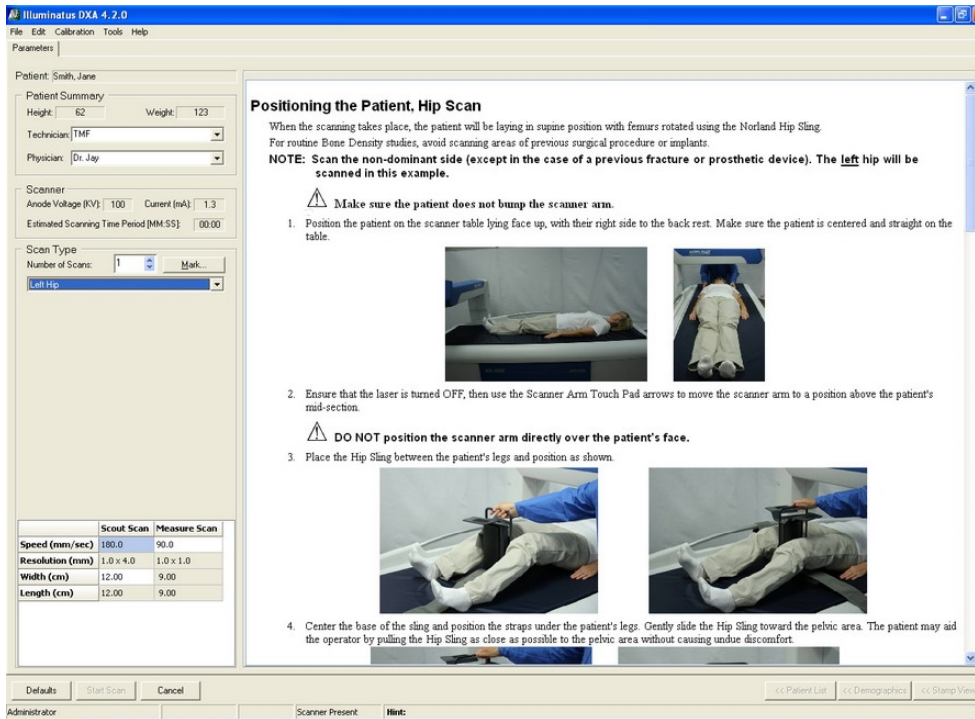 Illuminatus DXA 4.2.0
File Edit Calibration Tools Help
Parameters
Patient: Smith, Jane
Patient Summary
Height: 62 Weight: 123
Technician: TMF
Physician: Dr. Jay
Scanner
Anode Voltage (KV): 100 Current (mA): 1.3
Estimated Scanning Time Period [MM:SS]: 00:00
Scan Type
Number of Scans: 1 Mark...
Left Hip
Scout Scan Measure Scan
Speed (mm/sec) 180.0 90.0
Resolution (mm) 1.0 x 4.0 1.0 x 1.0
Width (cm) 12.00 9.00
Length (cm) 12.00 9.00
Positioning the Patient, Hip Scan
When the scanning takes place, the patient will be laying in supine position with femurs rotated using the Norland Hip Sling.
For routine Bone Density studies, avoid scanning areas of previous surgical procedure or implants.
NOTE: Scan the non-dominant side (except in the case of a previous fracture or prosthetic device). The left hip will be
scanned in this example.
Make sure the patient does not bump the scanner arm.
1. Position the patient on the scanner table lying face up, with their right side to the back rest. Make sure the patient is centered and straight on the
table.
2. Ensure that the laser is turned OFF, then use the Scanner Arm Touch Pad arrows to move the scanner arm to a position above the patient's
mid-section.
DO NOT position the scanner arm directly over the patient's face.
3. Place the Hip Sling between the patient's legs and position as shown.
4. Center the base of the sling and position the straps under the patient's legs. Gently slide the Hip Sling toward the pelvic area. The patient may aid
the operator by pulling the Hip Sling as close as possible to the pelvic area without causing undue discomfort.
Defaults Start Scan Cancel << Patient List << Demographics << Stamp View
Administrator Scanner Present Hint: